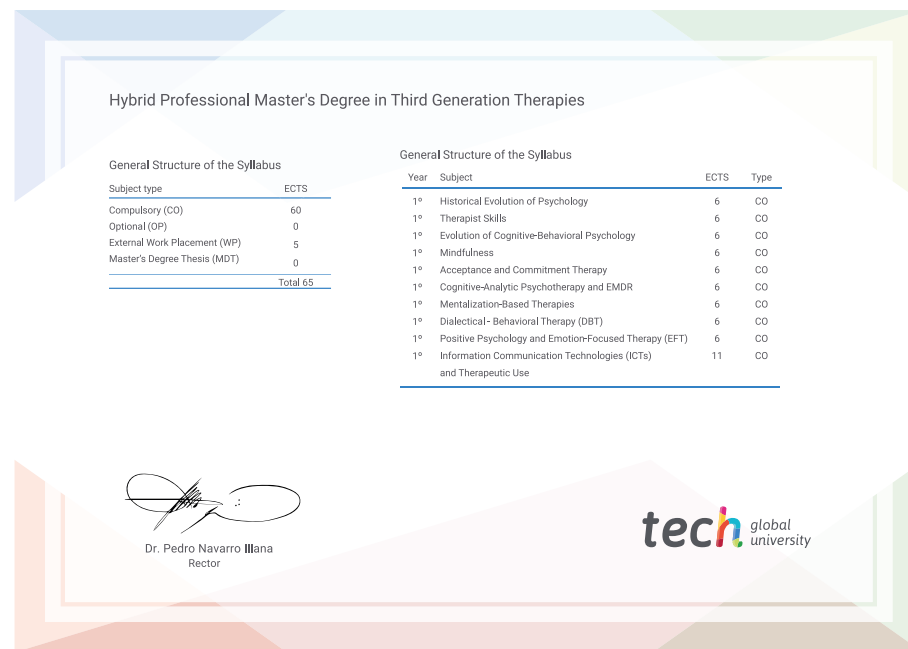 Hybrid Professional Master's Degree in Third Generation Therapies
General Structure of the Syllabus
Subject type ECTS
Compulsory (CO) 60
Optional (OP) 0
External Work Placement (WP) 5
Master's Degree Thesis (MDT) 0
Total 65
General Structure of the Syllabus
Year Subject ECTS Type
1º Historical Evolution of Psychology 6 CO
1º Therapist Skills 6 CO
1º Evolution of Cognitive-Behavioral Psychology 6 CO
1º Mindfulness 6 CO
1º Acceptance and Commitment Therapy 6 CO
1º Cognitive-Analytic Psychotherapy and EMDR 6 CO
1º Mentalization-Based Therapies 6 CO
1º Dialectical - Behavioral Therapy (DBT) 6 CO
1º Positive Psychology and Emotion-Focused Therapy (EFT) 6 CO
1º Information Communication Technologies (ICTs) 11 CO
and Therapeutic Use
Dr. Pedro Navarro Illana
Rector
tech global
university